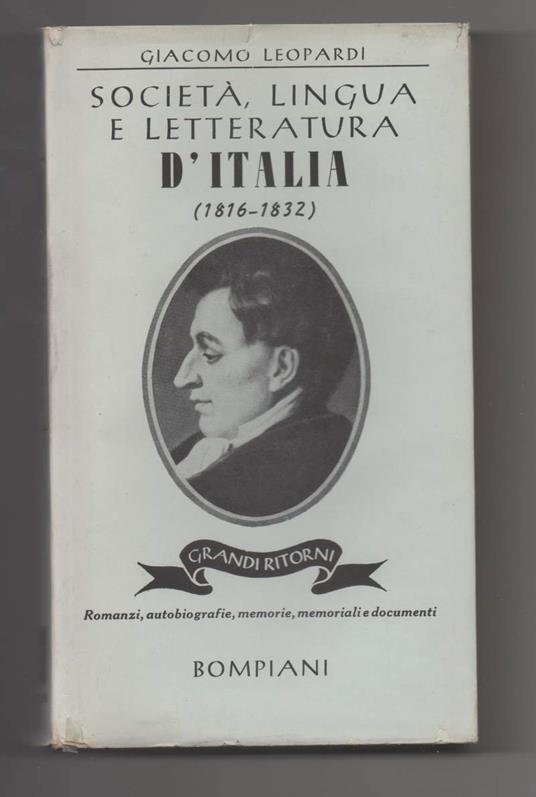 GIACOMO LEOPARDI
SOCIETÀ, LINGUA
E LETTERATURA
D'ITALIA
(1816-1832)
GRANDI RITORNI
Romanzi, autobiografie, memorie, memoriali e documenti
BOMPIANI